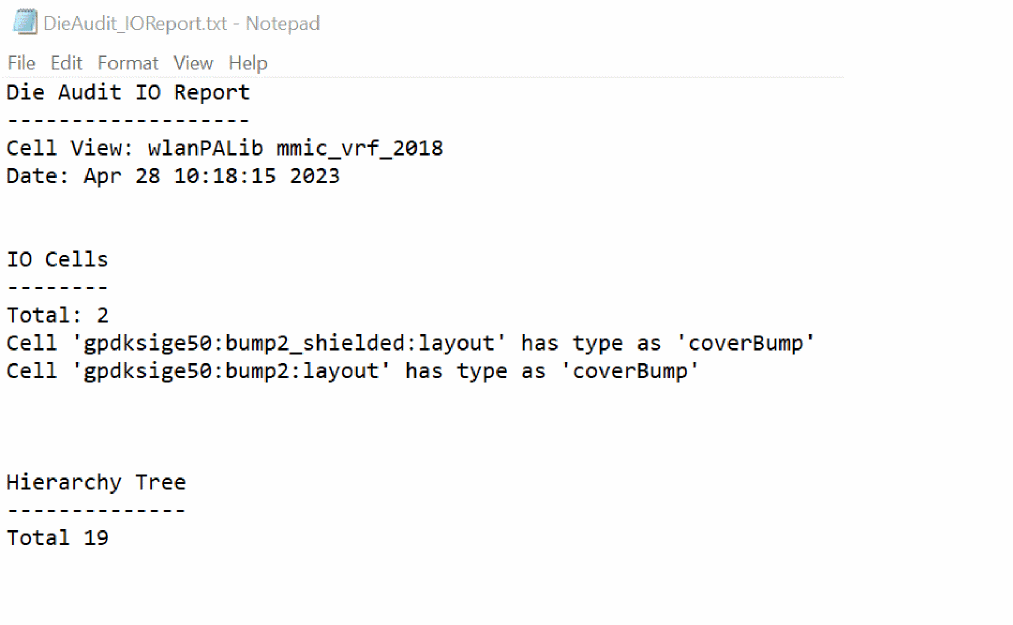 DieAudit_IOReport.txt - Notepad
File Edit Format View Help
Die Audit IO Report
-------------------
Cell View: wlanPALib mmic_vrf_2018
Date: Apr 28 10:18:15 2023
IO Cells
--------
Total: 2
Cell 'gpdksige50:bump2_shielded:layout' has type as 'coverBump'
Cell 'gpdksige50:bump2:layout' has type as 'coverBump'
Hierarchy Tree
--------------
Total 19